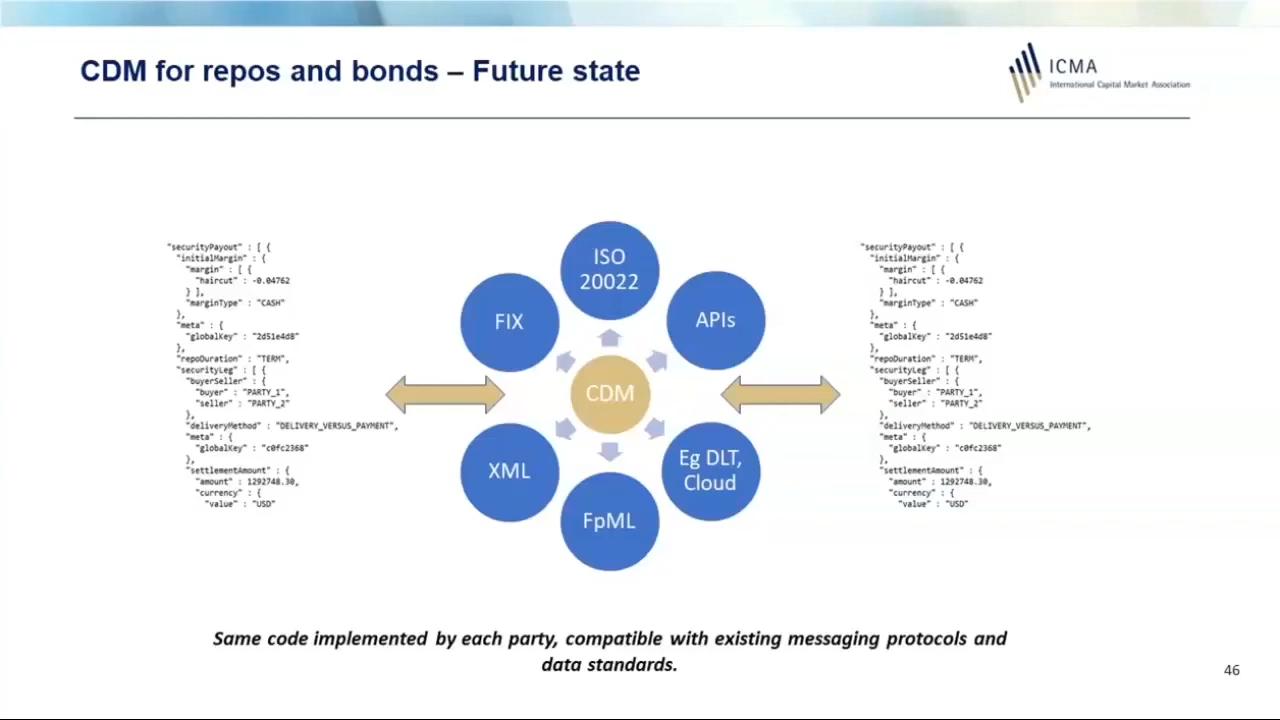 CDM for repos and bonds – Future state
ICMA
International Capital Market Association
"securityPayout" : [ {
"initialMargin" : {
"margin" : [ {
"haircut" : -0.04762
} ],
"marginType" : "CASH"
},
"meta" : {
"globalKey" : "2d51e4d8"
},
"repoDuration" : "TERM",
"securityLeg" : [ {
"buyerSeller" : {
"buyer" : "PARTY_1",
"seller" : "PARTY_2"
},
"deliveryMethod" : "DELIVERY_VERSUS_PAYMENT",
"meta" : {
"globalKey" : "c0fc2368"
},
"settlementAmount" : {
"amount" : 1292748.30,
"currency" : {
"value" : "USD"
ISO
20022
FIX
APIs
CDM
XML
Eg DLT,
Cloud
FpML
"securityPayout" : [ {
"initialMargin" : {
"margin" : [ {
"haircut" : -0.04762
} ],
"marginType" : "CASH"
},
"meta" : {
"globalKey" : "2d51e4d8"
},
"repoDuration" : "TERM",
"securityLeg" : [ {
"buyerSeller" : {
"buyer" : "PARTY_1",
"seller" : "PARTY_2"
},
"deliveryMethod" : "DELIVERY_VERSUS_PAYMENT",
"meta" : {
"globalKey" : "c0fc2368"
},
"settlementAmount" : {
"amount" : 1292748.30,
"currency" : {
"value" : "USD"
Same code implemented by each party, compatible with existing messaging protocols and
data standards.
46